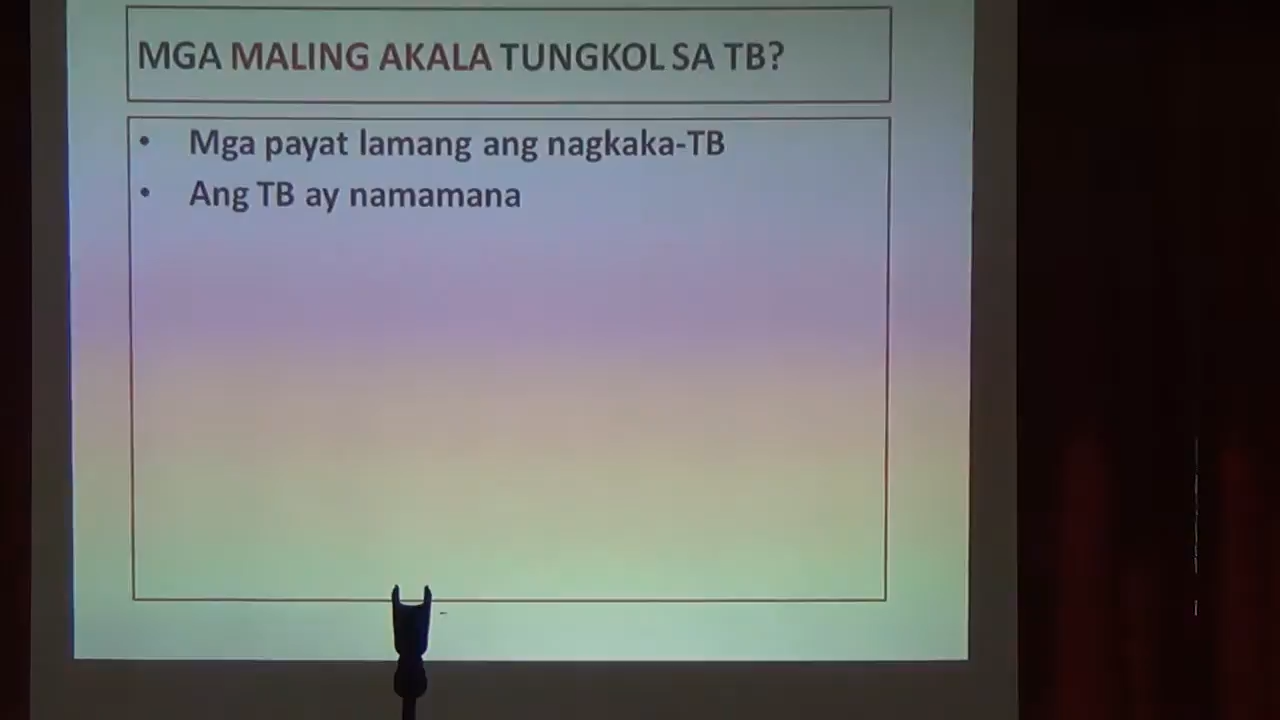 MGA MALING AKALA TUNGKOL SA TB?
• Mga payat lamang ang nagkaka-TB
• Ang TB ay namamana